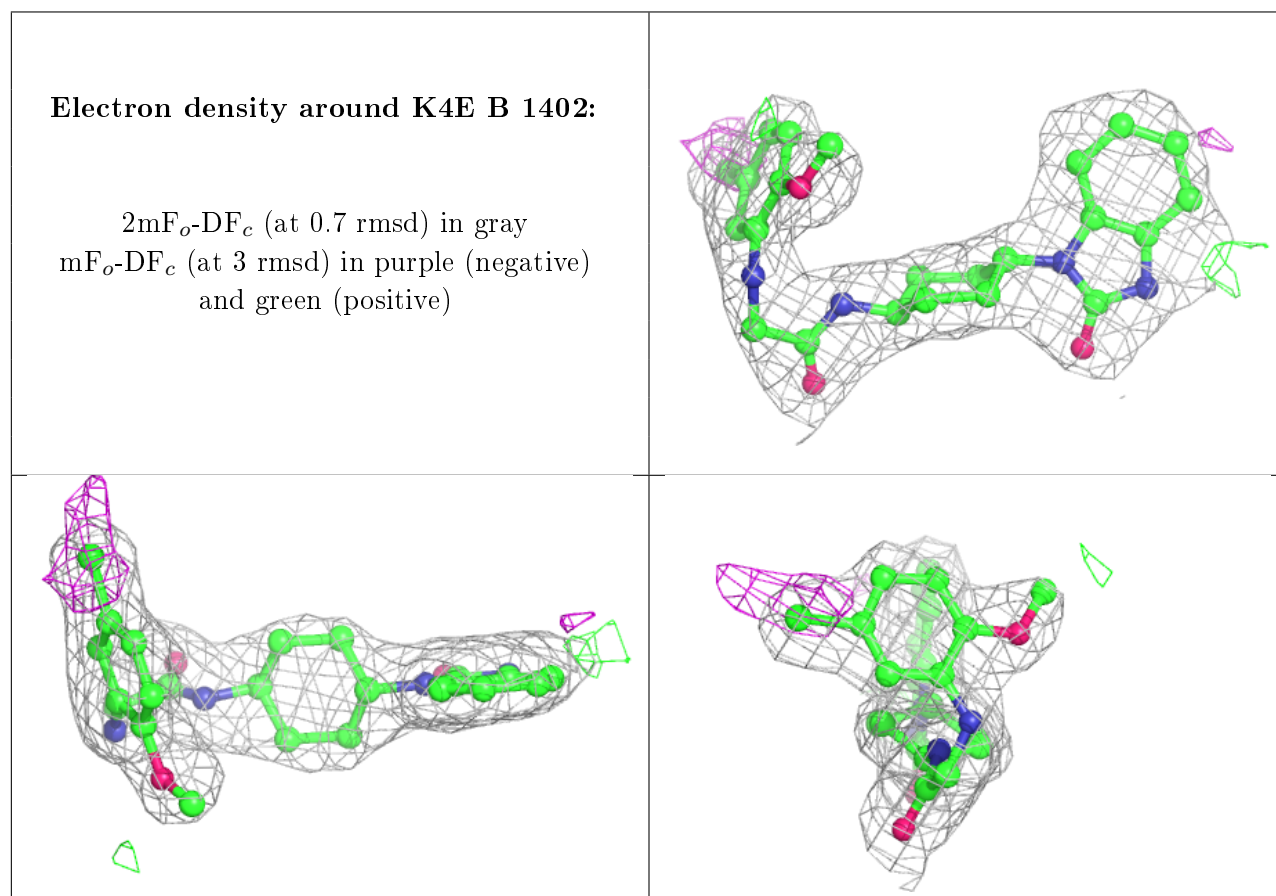 Electron density around K4E B 1402:
2mFo-DFc (at 0.7 rmsd) in gray
mFo-DFc (at 3 rmsd) in purple (negative)
and green (positive)